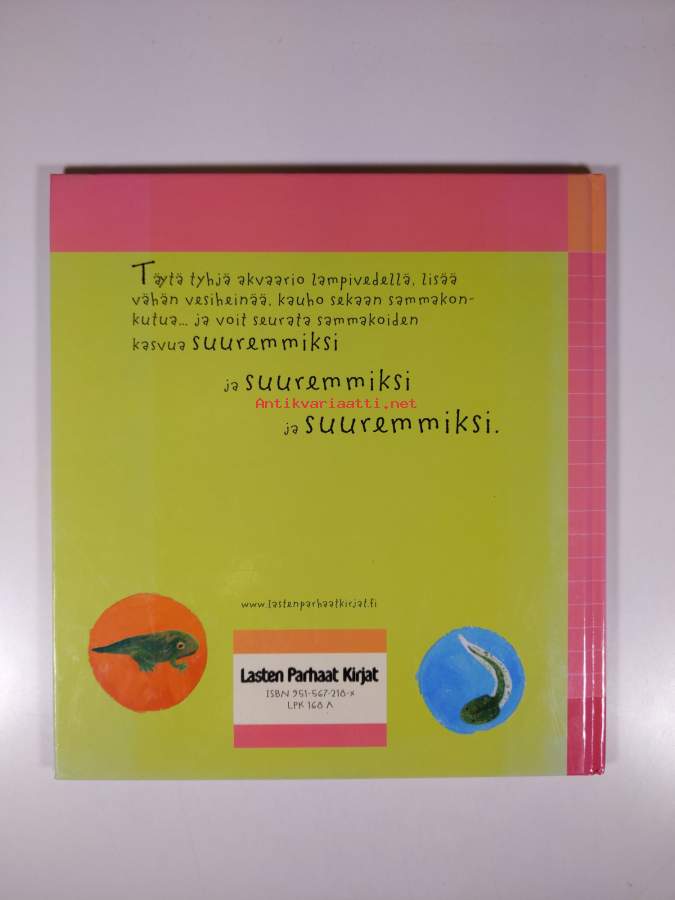 Täytä tyhjä akvaario lampivedellä, lisää
vähän vesiheinää, kauho sekaan sammakon-
kutua... ja voit seurata sammakoiden
kasvua suuremmiksi
ja suuremmiksi
Antikvariaatti.net
ja suuremmiksi.
www.lastenparhaatkirjat.fi
Lasten Parhaat Kirjat
ISBN 951-567-218-x
LPK 168 A